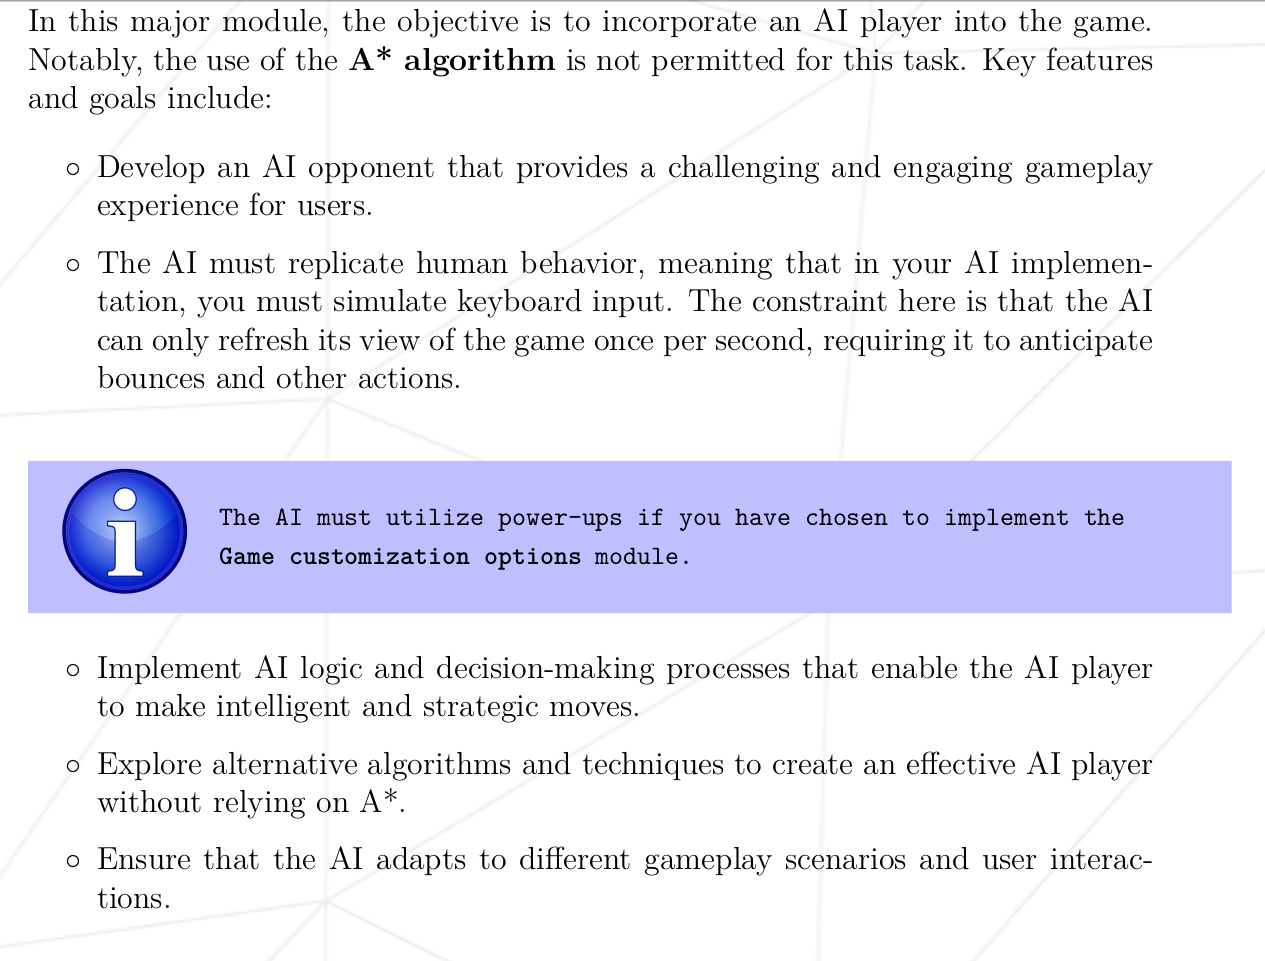 In this major module, the objective is to incorporate an AI player into the game.
Notably, the use of the A* algorithm is not permitted for this task. Key features
and goals include:
◦ Develop an AI opponent that provides a challenging and engaging gameplay
experience for users.
◦ The AI must replicate human behavior, meaning that in your AI implemen-
tation, you must simulate keyboard input. The constraint here is that the AI
can only refresh its view of the game once per second, requiring it to anticipate
bounces and other actions.
The AI must utilize power-ups if you have chosen to implement the
Game customization options module.
◦ Implement AI logic and decision-making processes that enable the AI player
to make intelligent and strategic moves.
◦ Explore alternative algorithms and techniques to create an effective AI player
without relying on A*.
◦ Ensure that the AI adapts to different gameplay scenarios and user interac-
tions.